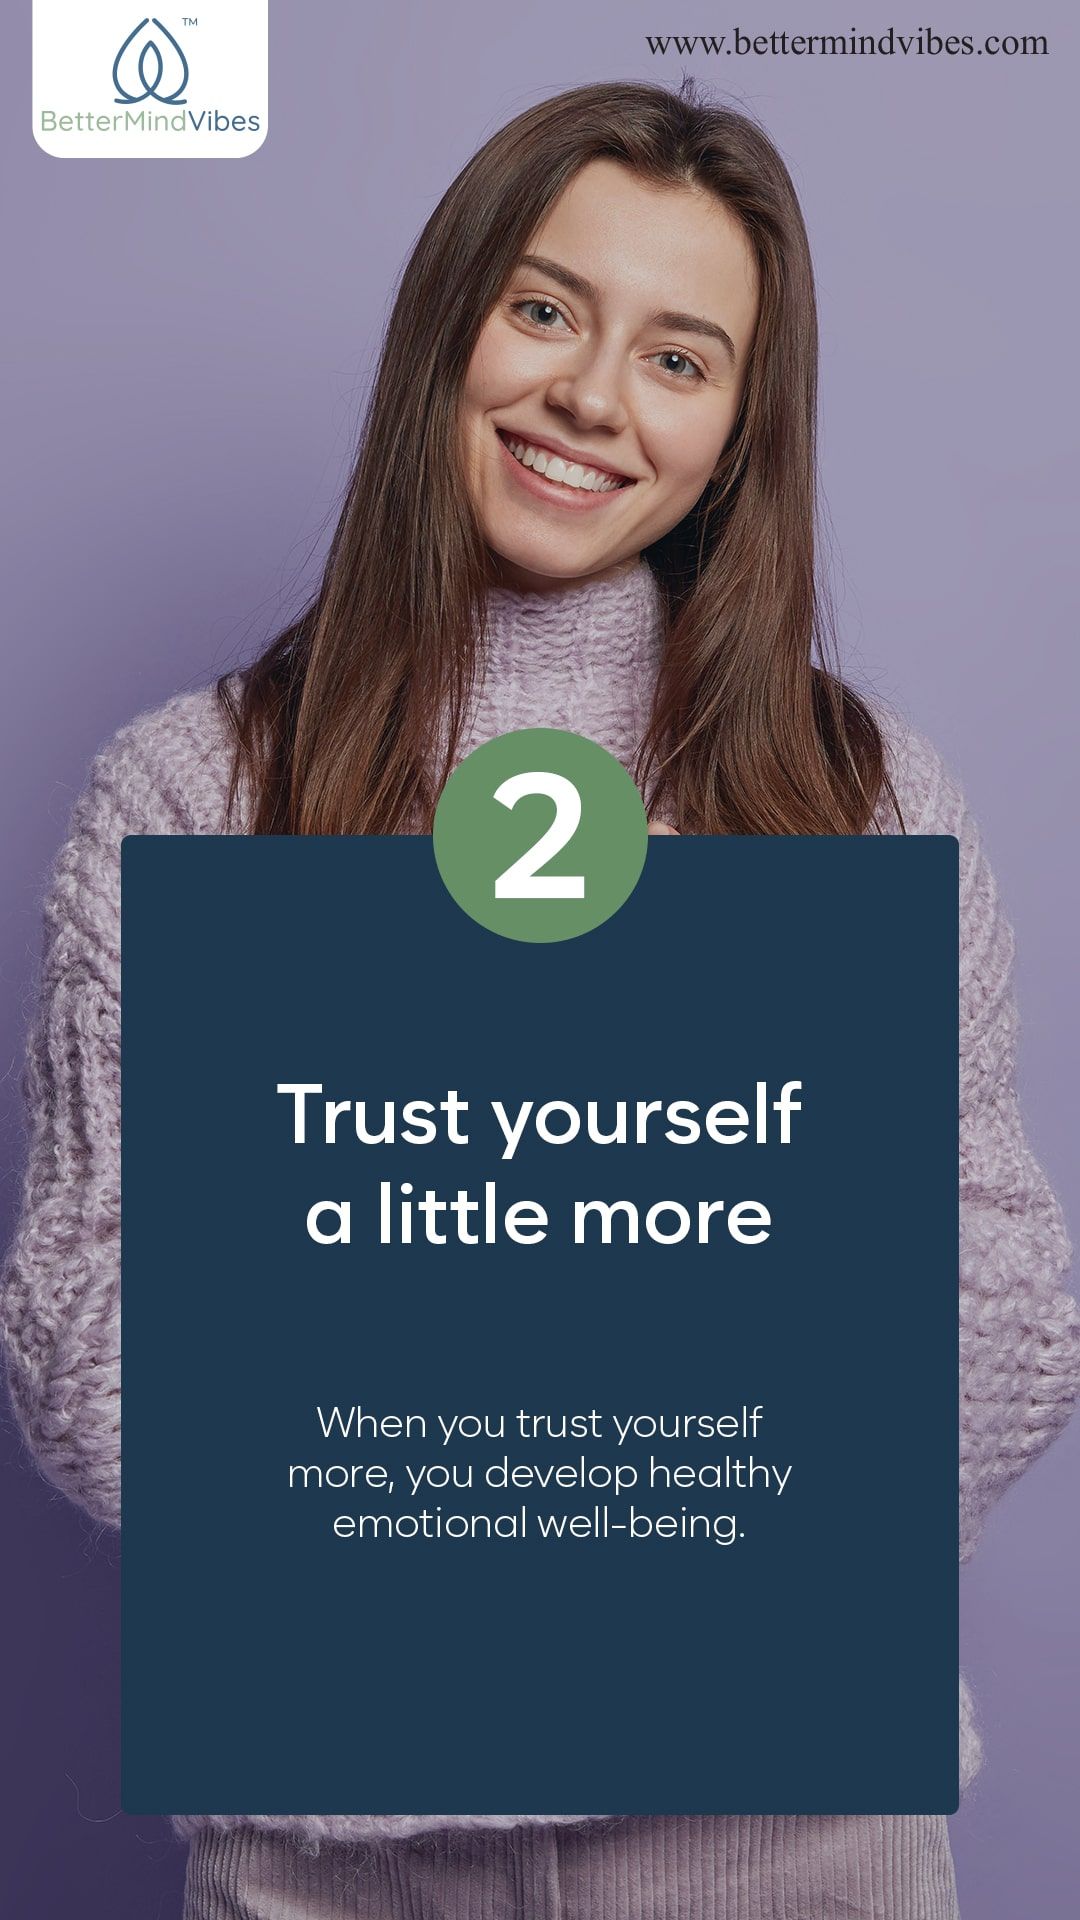 TM
BetterMindVibes
www.bettermindvibes.com
2
Trust yourself
a little more
When you trust yourself
more, you develop healthy
emotional well-being.